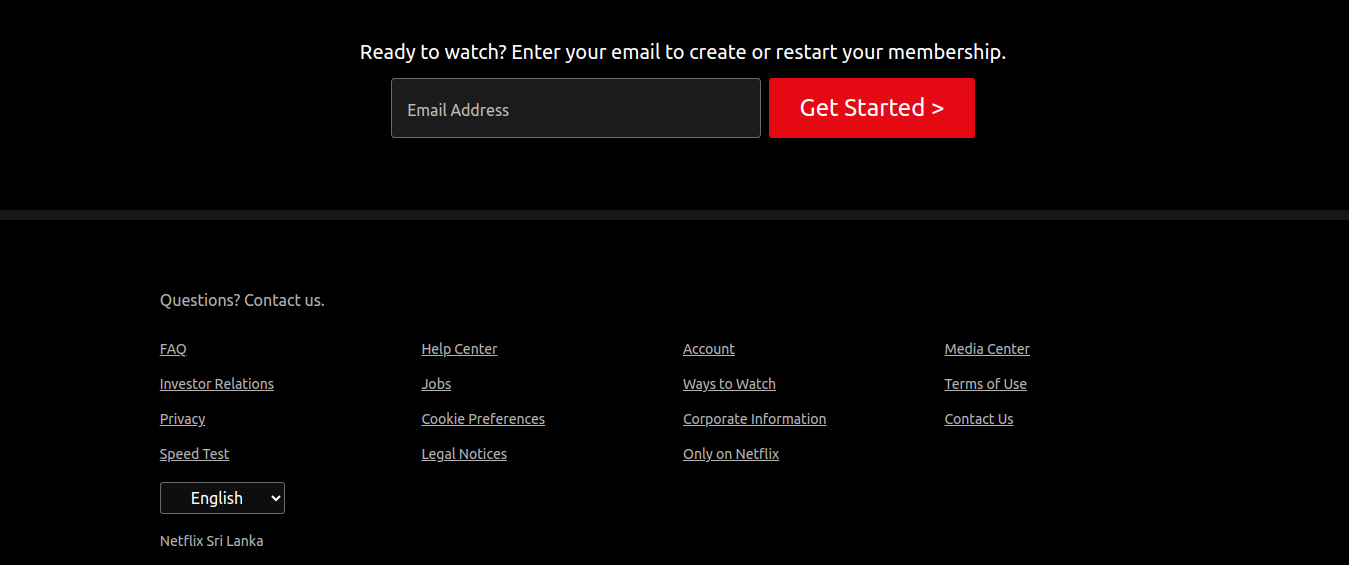 Ready to watch? Enter your email to create or restart your membership.
Email Address
Get Started >
Questions? Contact us.
FAQ
Help Center
Account
Media Center
Investor Relations
Jobs
Ways to Watch
Terms of Use
Privacy
Cookie Preferences
Corporate Information
Contact Us
Speed Test
Legal Notices
Only on Netflix
English
Netflix Sri Lanka